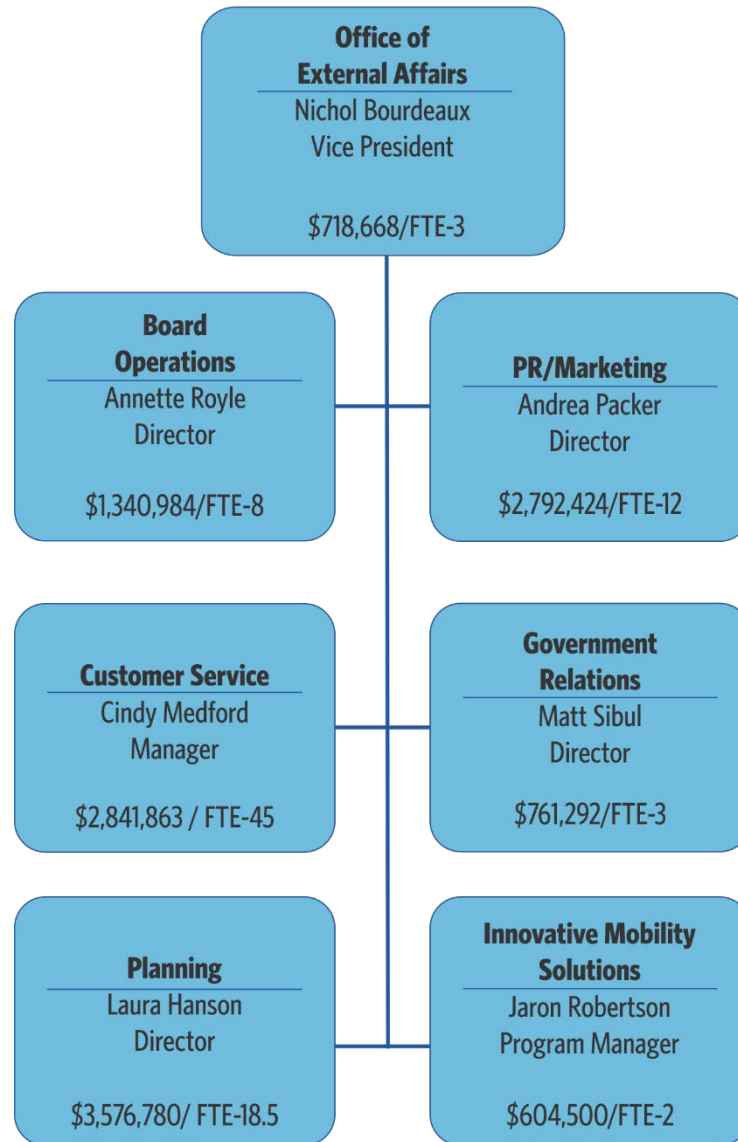 Office of
External Affairs
Nichol Bourdeaux
Vice President
$718,668/FTE-3
Board
Operations
Annette Royle
Director
$1,340,984/FTE-8
PR/Marketing
Andrea Packer
Director
$2,792,424/FTE-12
Customer Service
Cindy Medford
Manager
$2,841,863 / FTE-45
Government
Relations
Matt Sibul
Director
$761,292/FTE-3
Planning
Laura Hanson
Director
$3,576,780/ FTE-18.5
Innovative Mobility
Solutions
Jaron Robertson
Program Manager
$604,500/FTE-2